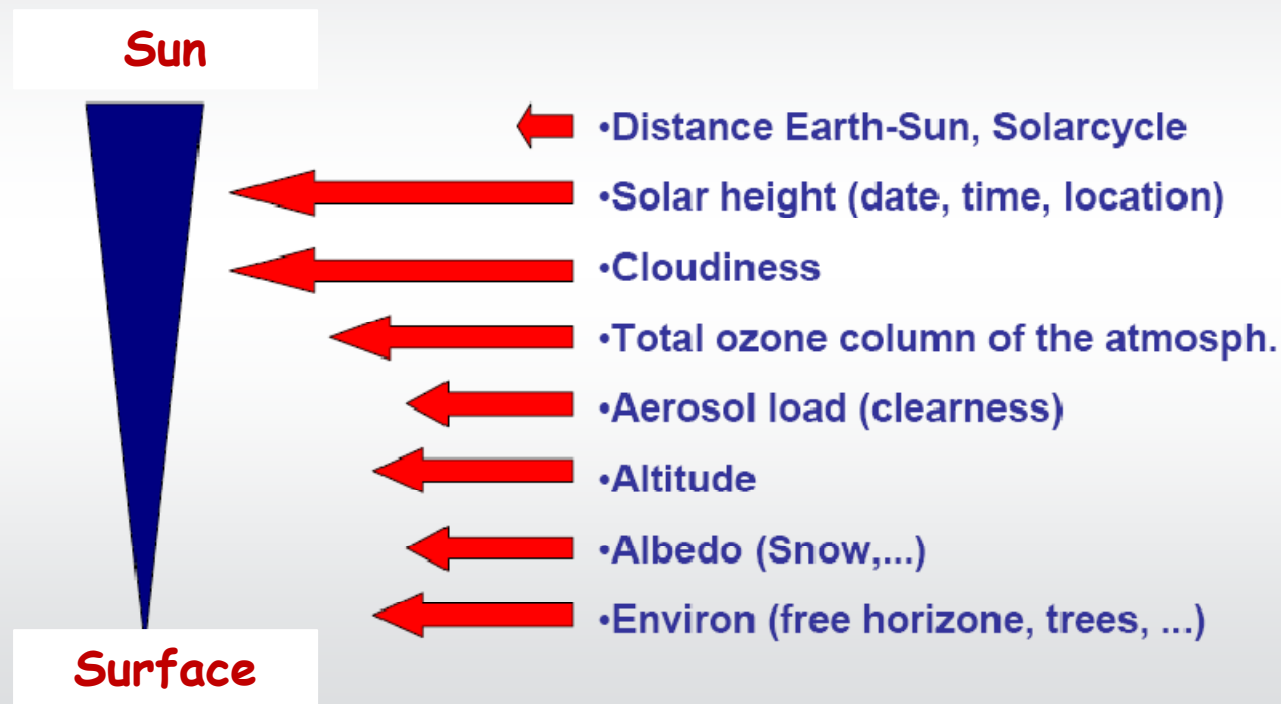 Sun
•Distance Earth-Sun, Solarcycle
•Solar height (date, time, location)
•Cloudiness
•Total ozone column of the atmosph.
•Aerosol load (clearness)
•Altitude
•Albedo (Snow,...)
•Environ (free horizone, trees, ...)
Surface